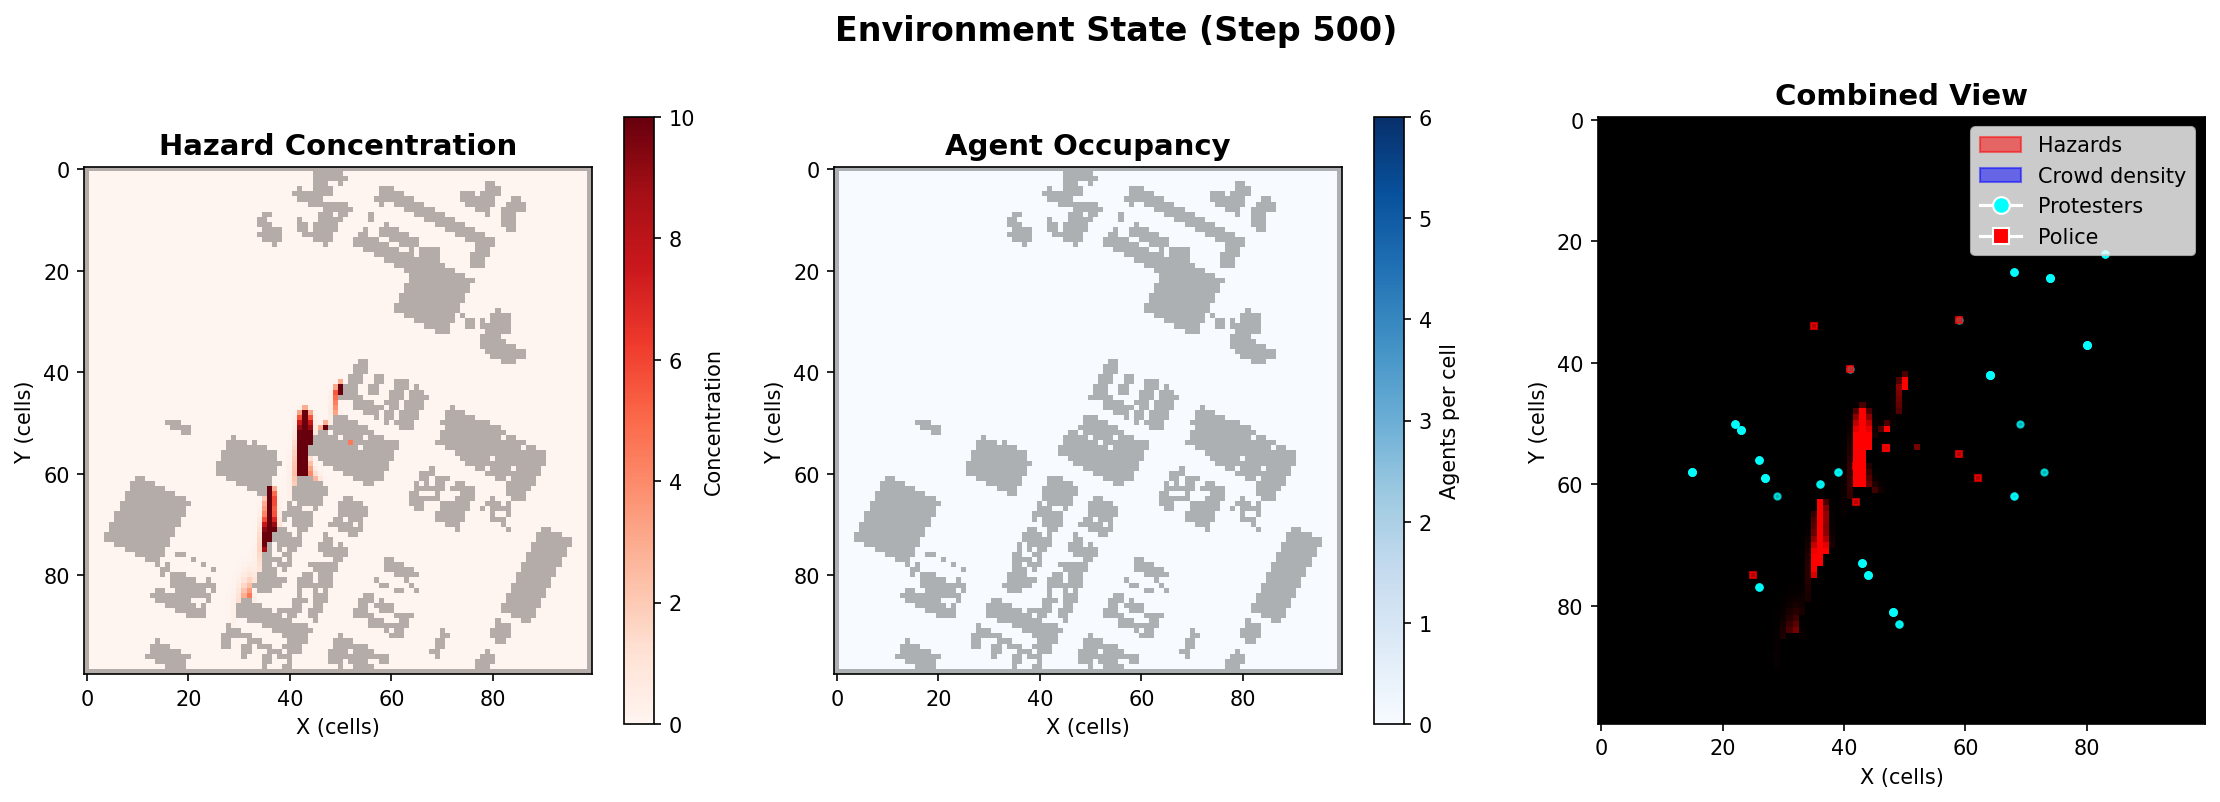 Environment State (Step 500)
Hazard Concentration
0
20
40
60
80
Y (cells)
0
20
40
60
80
X (cells)
10
8
6
4
2
0
Concentration
Agent Occupancy
0
20
40
60
80
Y (cells)
0
20
40
60
80
X (cells)
6
5
4
3
2
1
0
Agents per cell
Combined View
0
20
40
60
80
Y (cells)
0
20
40
60
80
X (cells)
Hazards
Crowd density
Protesters
Police